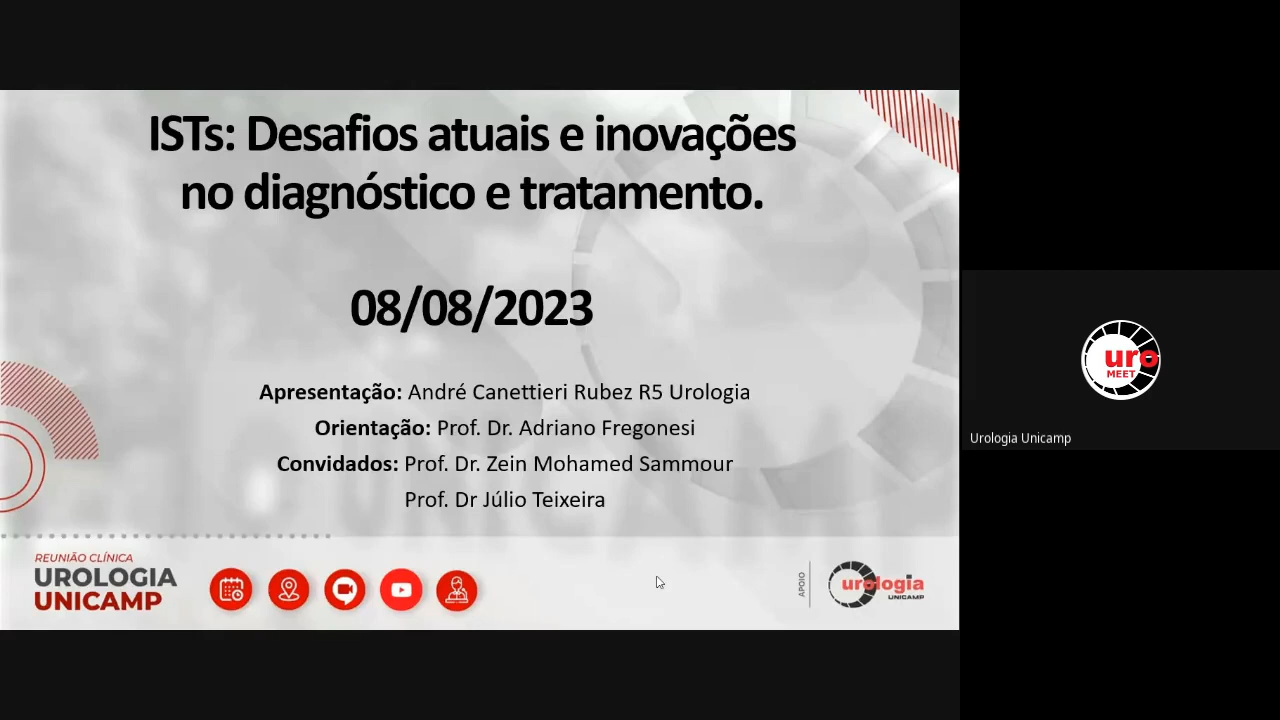 ISTs: Desafios atuais e inovações
no diagnóstico e tratamento.
08/08/2023
Apresentação: André Canettieri Rubez R5 Urologia
Orientação: Prof. Dr. Adriano Fregonesi
Convidados: Prof. Dr. Zein Mohamed Sammour
Prof. Dr Júlio Teixeira
REUNIÃO CLÍNICA
UROLOGIA
UNICAMP
APOIO
urologia
UNICAMP
uro
MEET
Urologia Unicamp